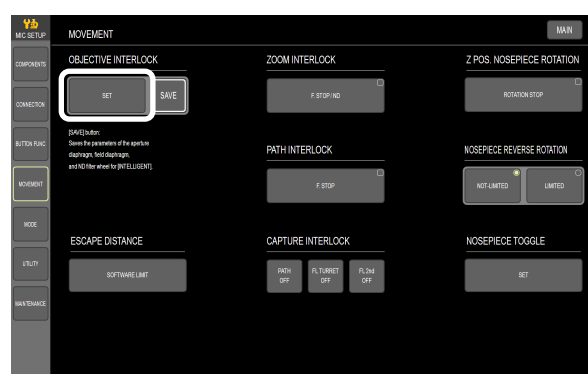 MIC SETUP
MOVEMENT
MAIN
COMPONENTS
CONNECTION
BUTTON FUNC
MOVEMENT
MODE
UTILITY
MAINTENANCE
OBJECTIVE INTERLOCK
SET
SAVE
[SAVE] button:
Saves the parameters of the aperture
diaphragm, field diaphragm,
and ND filter wheel for [INTELLIGENT].
ESCAPE DISTANCE
SOFTWARE LIMIT
ZOOM INTERLOCK
F. STOP / ND
PATH INTERLOCK
F. STOP
CAPTURE INTERLOCK
PATH
OFF
FL TURRET
OFF
FL 2nd
OFF
Z POS. NOSEPIECE ROTATION
ROTATION STOP
NOSEPIECE REVERSE ROTATION
NOT-LIMITED
LIMITED
NOSEPIECE TOGGLE
SET